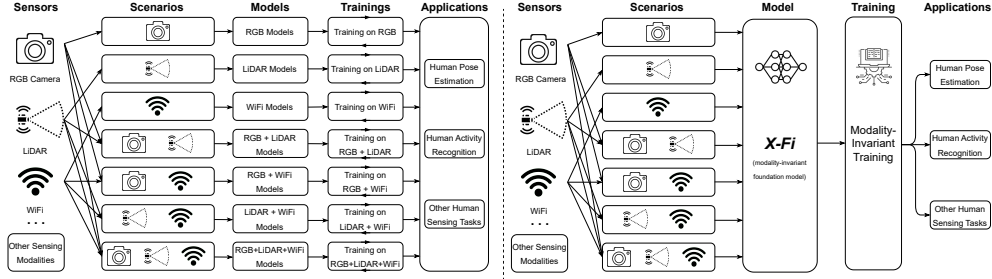 Sensors
Scenarios
Models
Trainings
Applications
RGB Camera
LiDAR
WiFi
...
Other Sensing
Modalities
RGB Models
Training on RGB
LiDAR Models
Training on LiDAR
WiFi Models
Training on WiFi
RGB + LiDAR
Models
Training on
RGB + LiDAR
RGB + WiFi
Models
Training on
RGB + WiFi
LiDAR + WiFi
Models
Training on
LiDAR + WiFi
RGB+LiDAR+WiFi
Models
Training on
RGB+LiDAR+WiFi
Human Pose
Estimation
Human Activity
Recognition
Other Human
Sensing Tasks
Sensors
Scenarios
Model
Training
Applications
RGB Camera
LiDAR
WiFi
...
Other Sensing
Modalities
X-Fi
(modality-invariant
foundation model)
Modality-
Invariant
Training
Human Pose
Estimation
Human Activity
Recognition
Other Human
Sensing Tasks